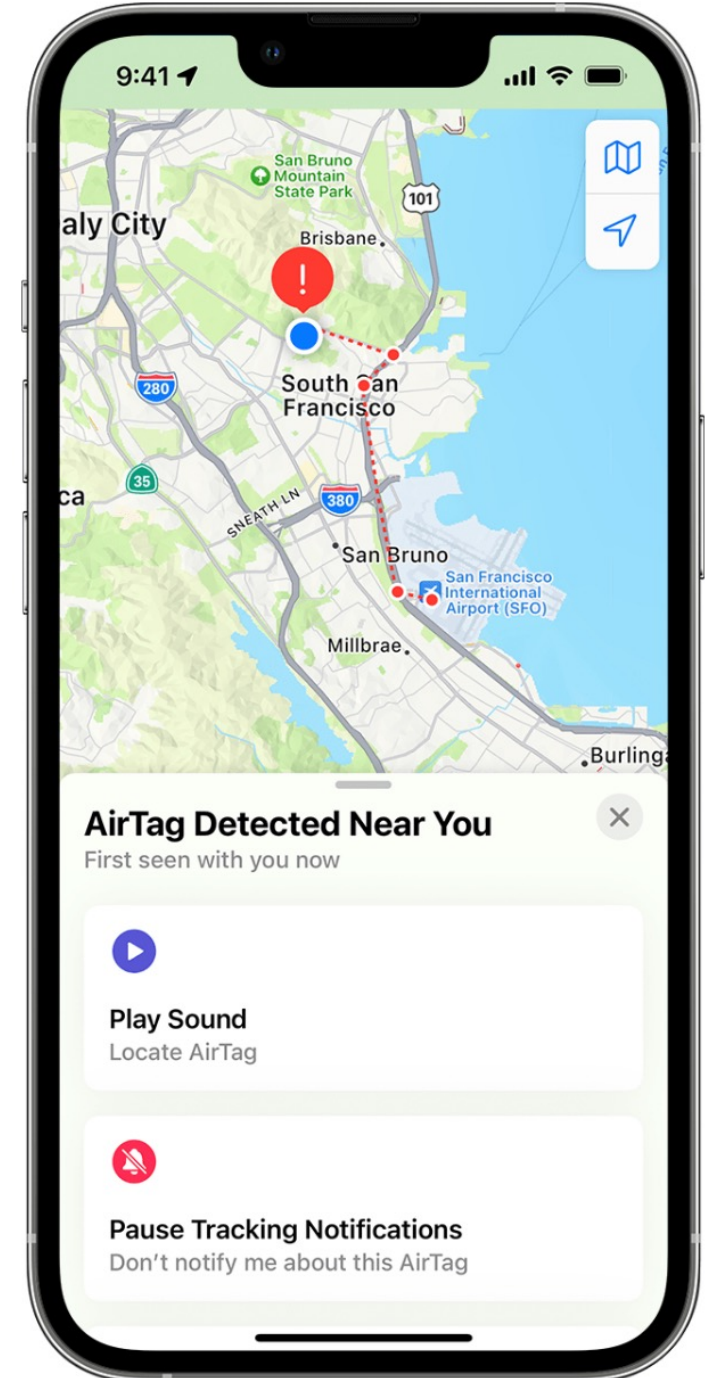 9:41
San Bruno
Mountain
State Park
101
aly City
Brisbane
!
280
South San
Francisco
35
ca
SNEATH LN
380
San Bruno
San Francisco
International
Airport (SFO)
Millbrae
Burlinga
AirTag Detected Near You
First seen with you now
Play Sound
Locate AirTag
Pause Tracking Notifications
Don’t notify me about this AirTag